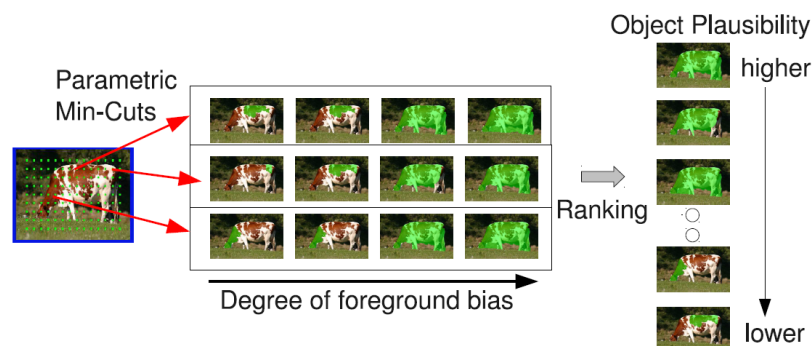 Object Plausibility
Parametric
Min-Cuts
higher
Ranking
Degree of foreground bias
lower